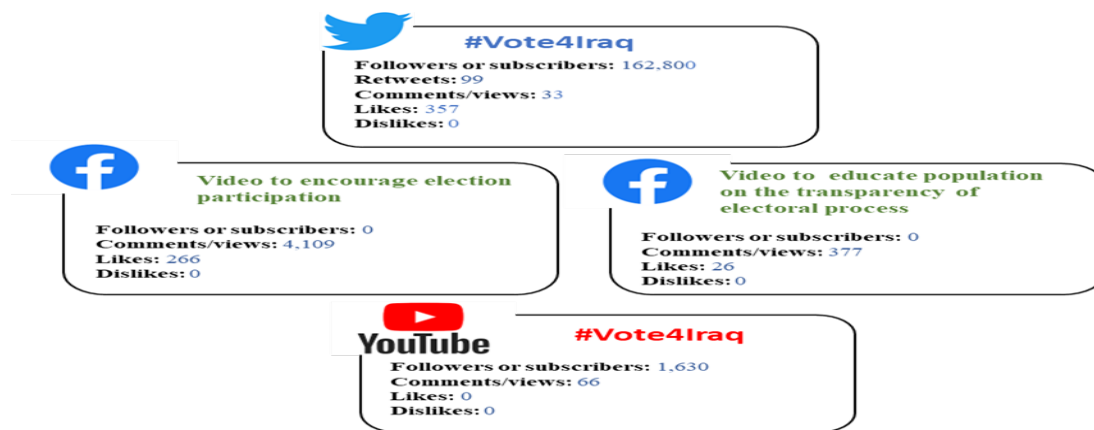 #Vote4Iraq
Followers or subscribers: 162,800
Retweets: 99
Comments/views: 33
Likes: 357
Dislikes: 0
Video to encourage election
participation
Followers or subscribers: 0
Comments/views: 4,109
Likes: 266
Dislikes: 0
Video to educate population
on the transparency of
electoral process
Followers or subscribers: 0
Comments/views: 377
Likes: 26
Dislikes: 0
YouTube
#Vote4Iraq
Followers or subscribers: 1,630
Comments/views: 66
Likes: 0
Dislikes: 0